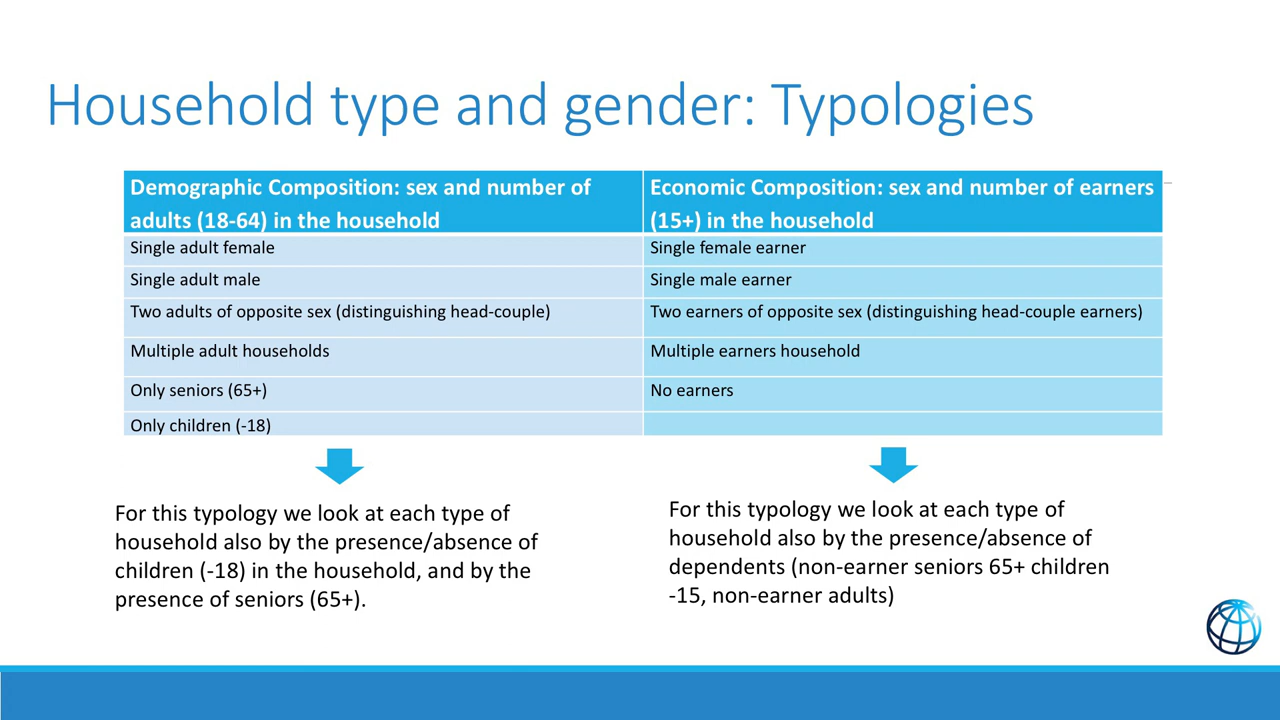 Household type and gender: Typologies
Demographic Composition: sex and number of
adults (18-64) in the household
Economic Composition: sex and number of earners
(15+) in the household
Single adult female
Single female earner
Single adult male
Single male earner
Two adults of opposite sex (distinguishing head-couple)
Two earners of opposite sex (distinguishing head-couple earners)
Multiple adult households
Multiple earners household
Only seniors (65+)
No earners
Only children (-18)
For this typology we look at each type of
household also by the presence/absence of
children (-18) in the household, and by the
presence of seniors (65+).
For this typology we look at each type of
household also by the presence/absence of
dependents (non-earner seniors 65+ children
-15, non-earner adults)